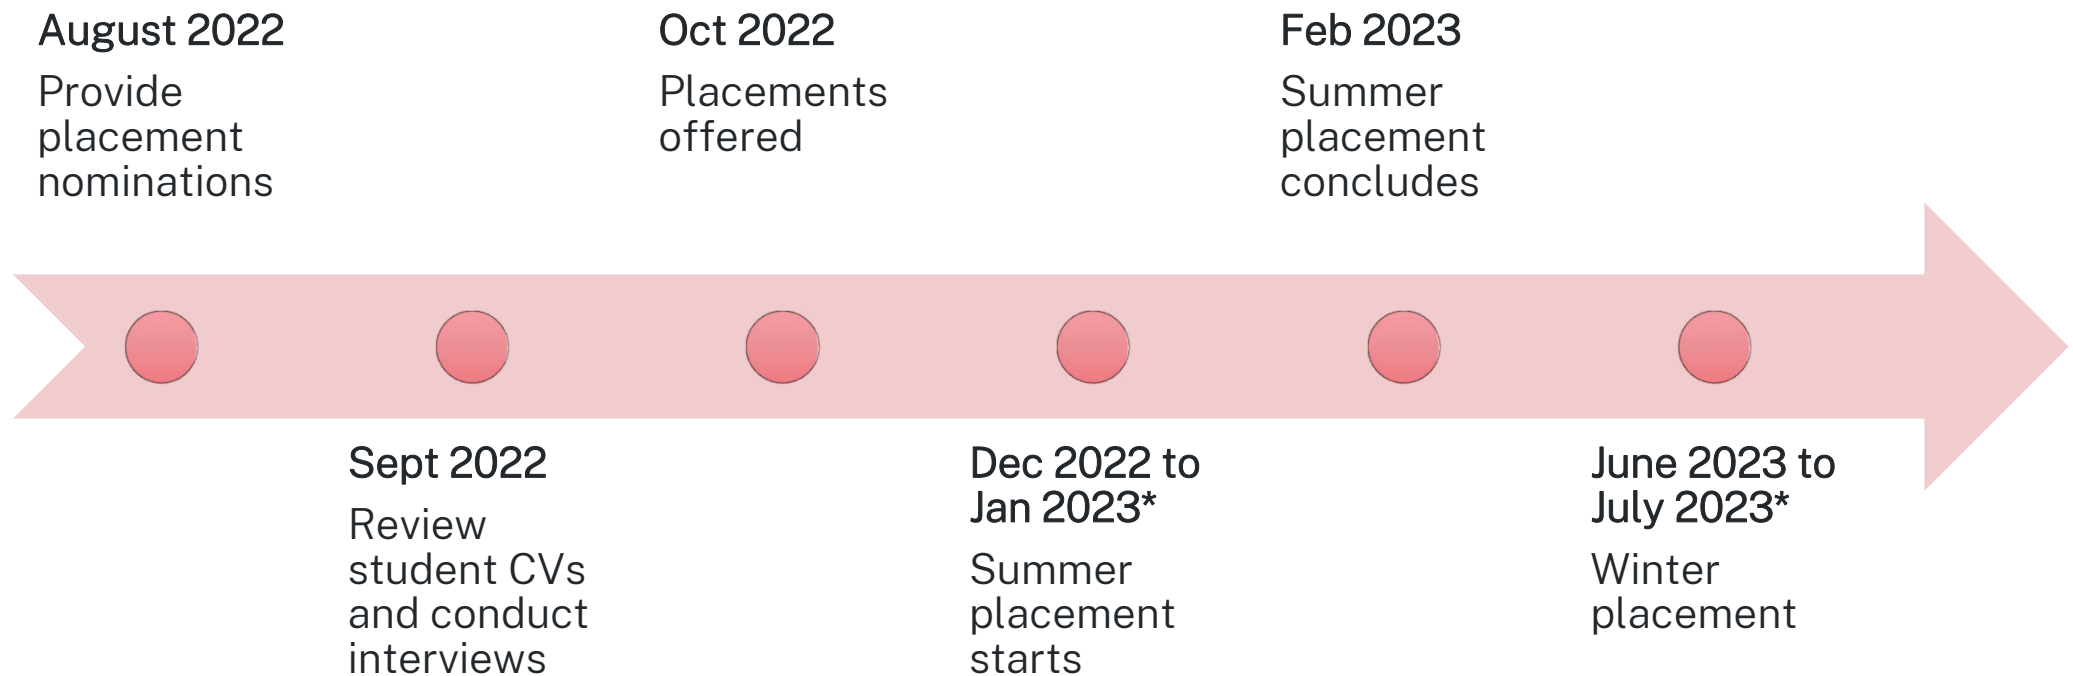 August 2022
Provide
placement
nominations
Sept 2022
Review
student CVs
and conduct
interviews
Oct 2022
Placements
offered
Dec 2022 to
Jan 2023*
Summer
placement
starts
Feb 2023
Summer
placement
concludes
June 2023 to
July 2023*
Winter
placement